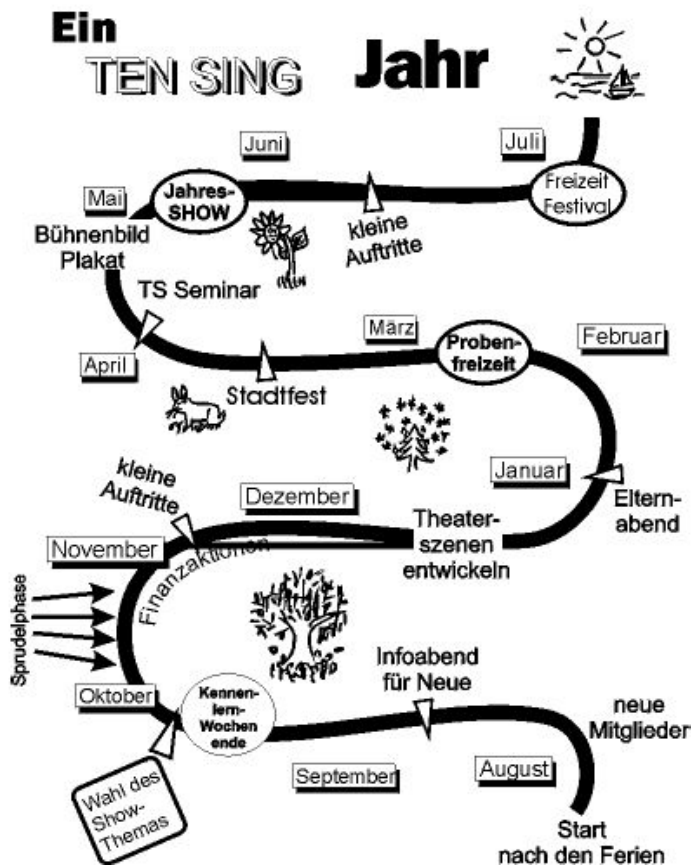 Ein
TEN SING Jahr
Juni
Juli
Mai
Jahres-
SHOW
Freizeit
Festival
Bühnenbild
Plakat
kleine
Auftritte
TS Seminar
April
März
Februar
Proben-
freizeit
Stadtfest
kleine
Auftritte
Dezember
Januar
Eltern-
abend
November
Finanzaktionen
Theater-
szenen
entwickeln
Sprudelphase
Oktober
Kennen-
lern-
Wochen
ende
Infoabend
für Neue
neue
Mitglieder
Wahl des
Show-
Themas
September
August
Start
nach den Ferien